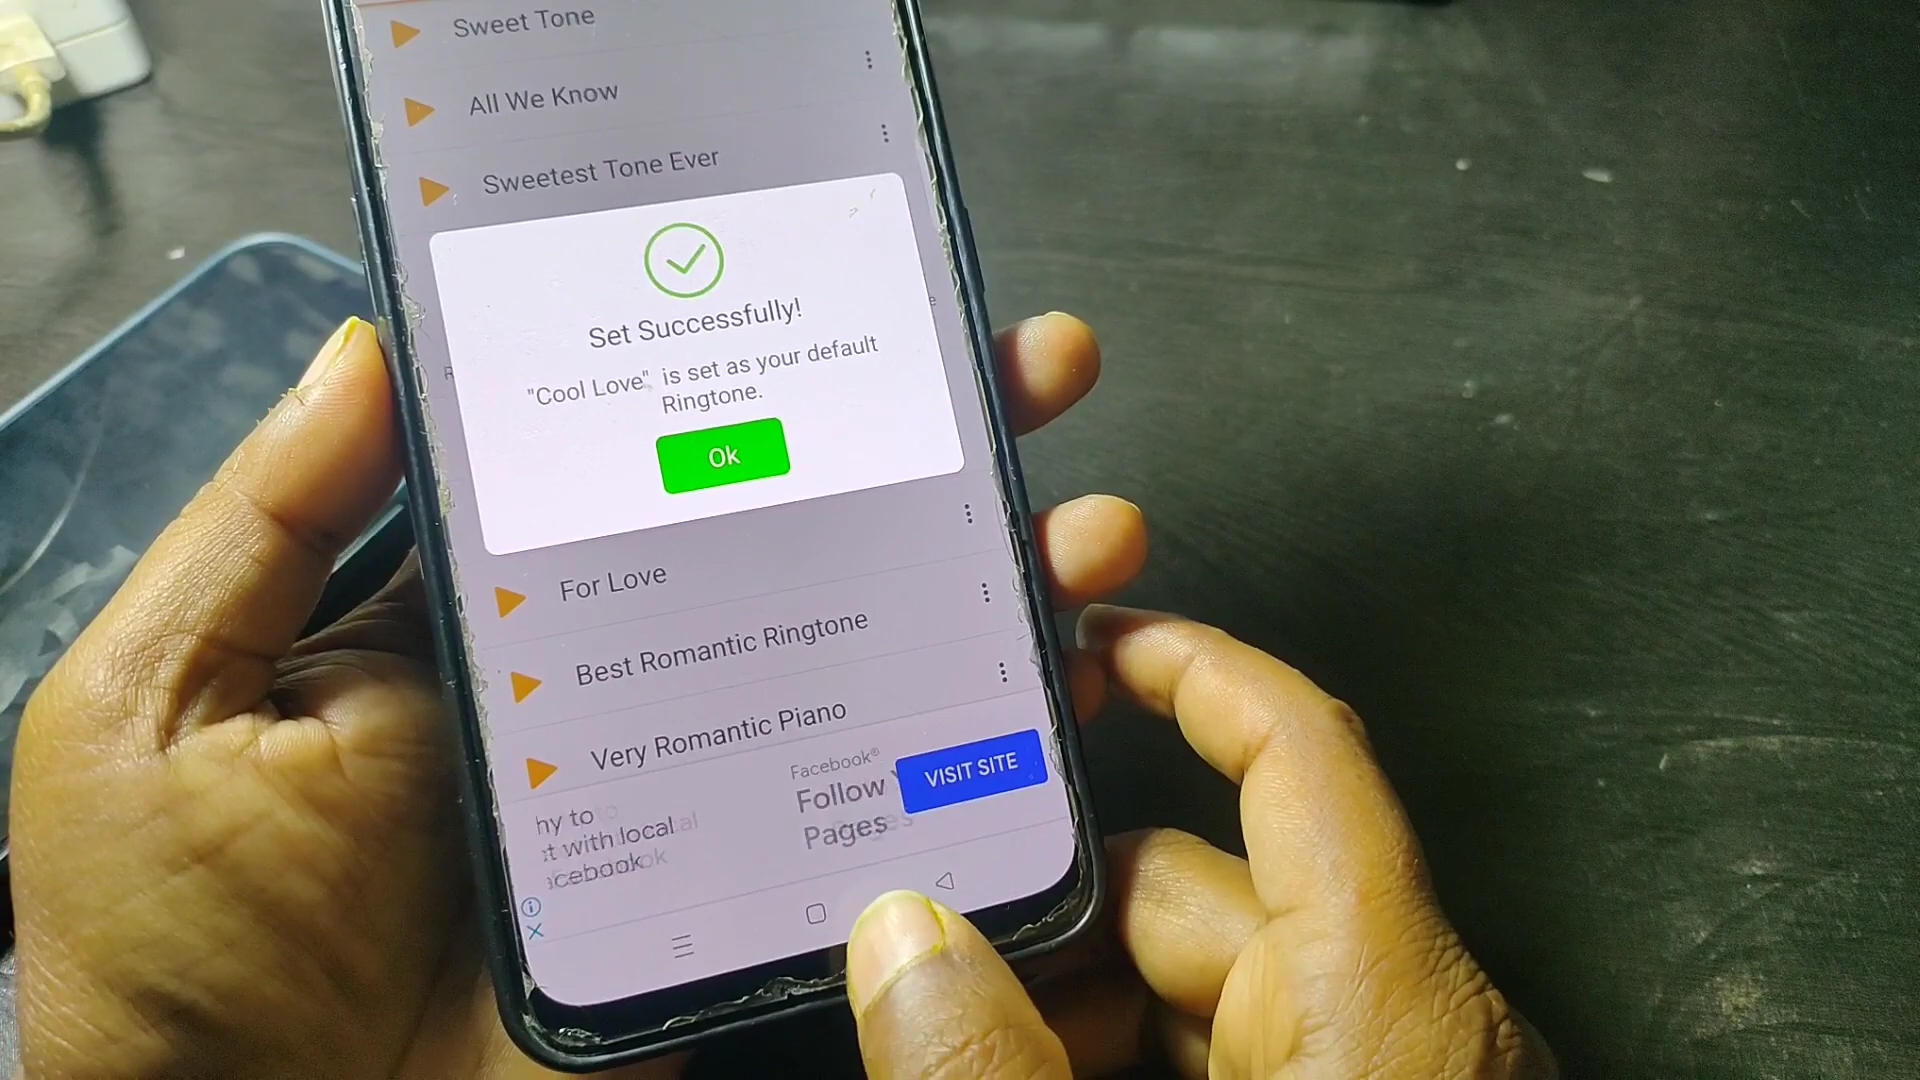 Sweet Tone
All We Know
Sweetest Tone Ever
Set Successfully!
"Cool Love" is set as your default
Ringtone.
Ok
For Love
Best Romantic Ringtone
Very Romantic Piano
hy to
t with local
acebook
Facebook®
Follow
Pages
VISIT SITE